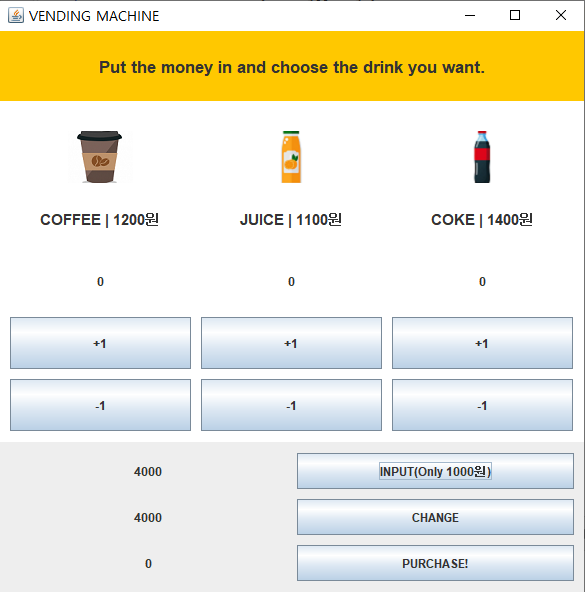 VENDING MACHINE
Put the money in and choose the drink you want.
COFFEE | 1200원
JUICE | 1100원
COKE | 1400원
0
0
0
+1
+1
+1
-1
-1
-1
4000
INPUT(Only 1000원)
4000
CHANGE
0
PURCHASE!